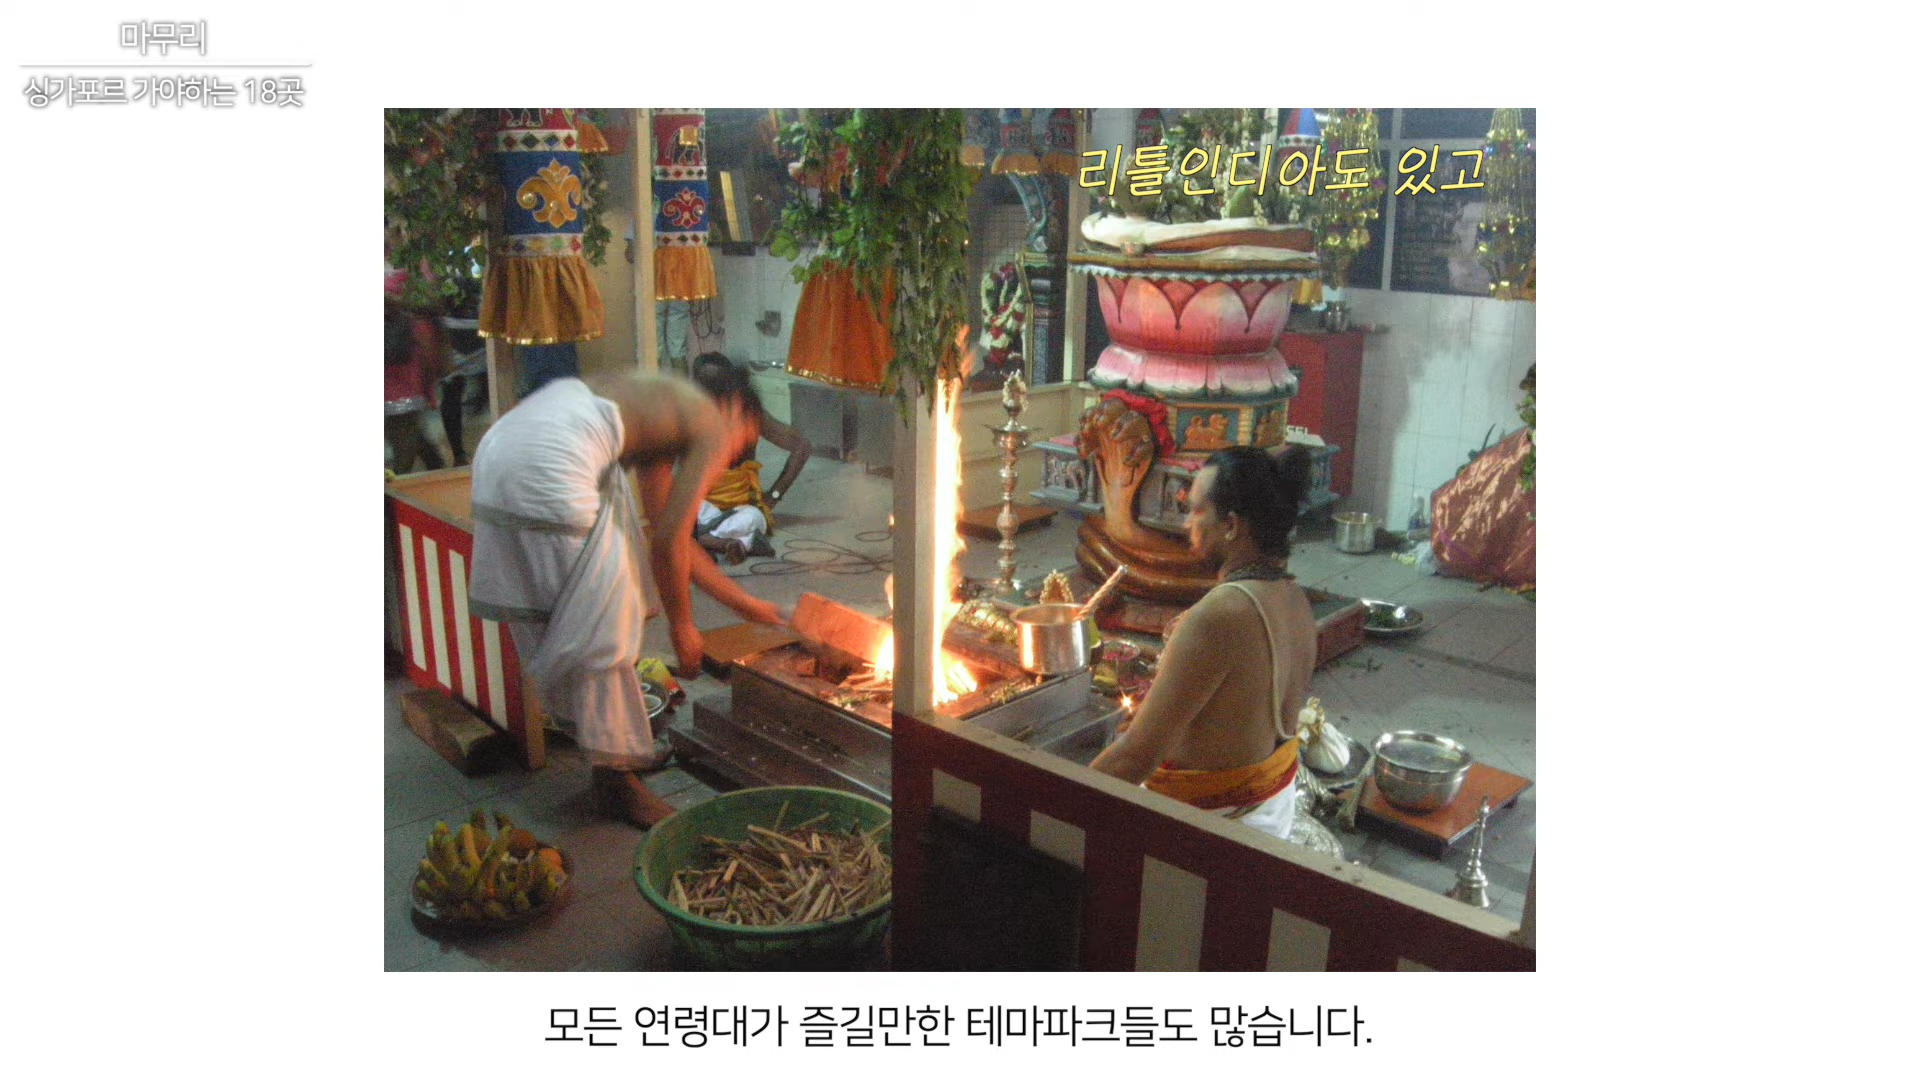 마무리
싱가포르 가야하는 18곳
리틀인디아도 있고
모든 연령대가 즐길만한 테마파크들도 많습니다.